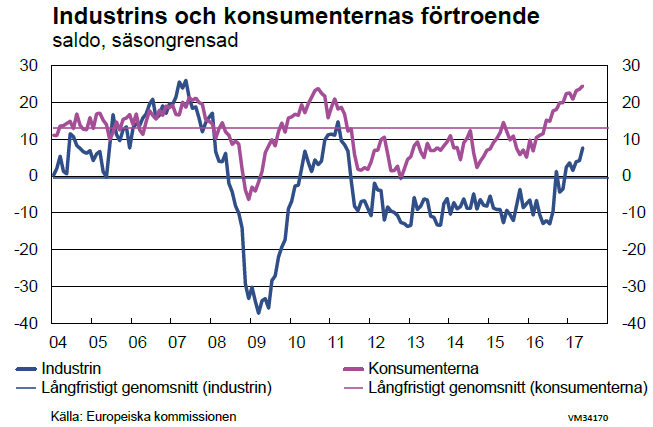 Industrins och konsumenternas förtroende
saldo, säsongrensad
30 30
20 20
10 10
0 0
-10 -10
-20 -20
-30 -30
-40 -40
04 05 06 07 08 09 10 11 12 13 14 15 16 17
Industrin Konsumenterna
Långfristigt genomsnitt (industrin) Långfristigt genomsnitt (konsumenterna)
Källa: Europeiska kommissionen VM34170